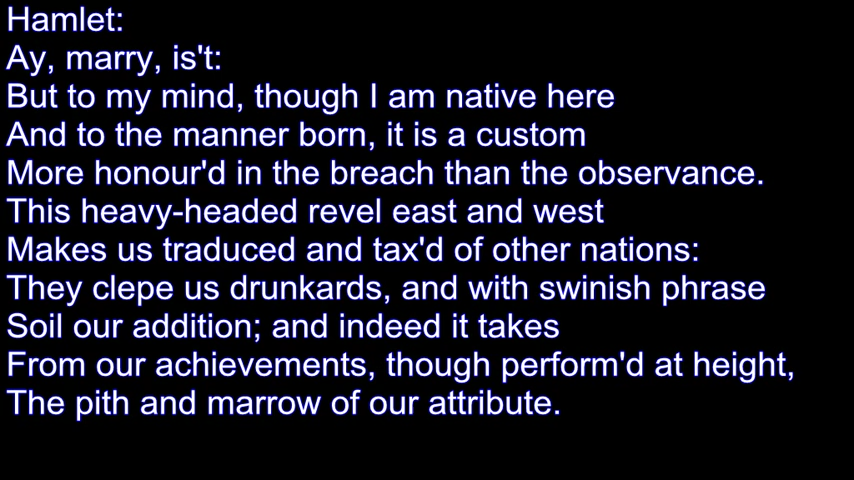 Hamlet:
Ay, marry, is't:
But to my mind, though I am native here
And to the manner born, it is a custom
More honour'd in the breach than the observance.
This heavy-headed revel east and west
Makes us traduced and tax'd of other nations:
They clepe us drunkards, and with swinish phrase
Soil our addition; and indeed it takes
From our achievements, though perform'd at height,
The pith and marrow of our attribute.